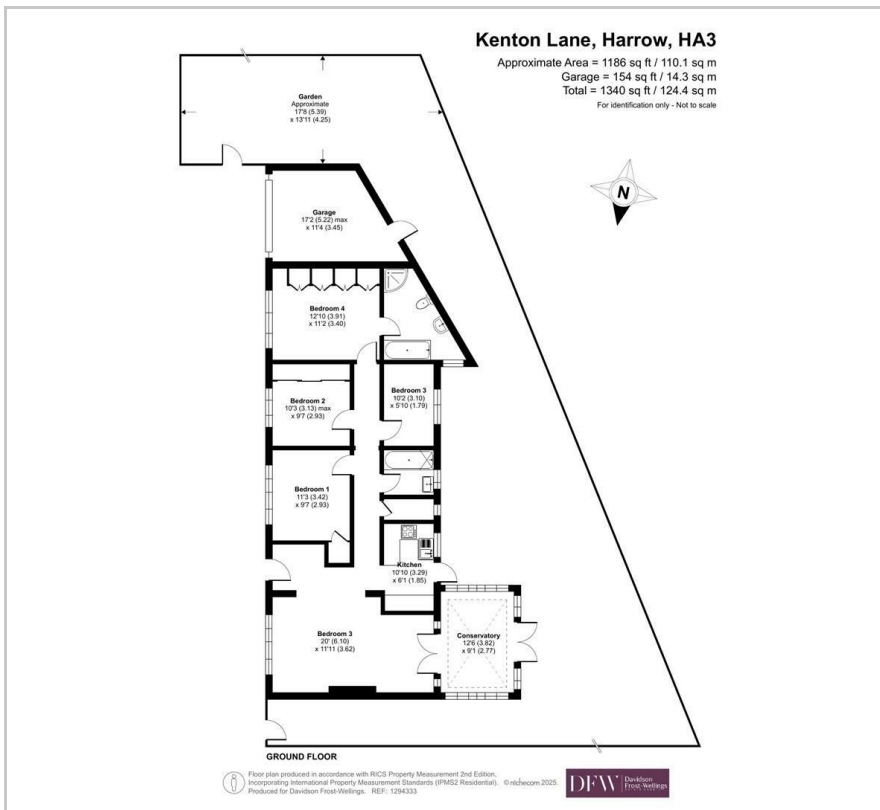 Kenton Lane, Harrow, HA3
Approximate Area = 1186 sq ft / 110.1 sq m
Garage = 154 sq ft / 14.3 sq m
Total = 1340 sq ft / 124.4 sq m
For identification only - Not to scale
Garden
Approximate
17'8 (5.39)
x 13'11 (4.25)
N
Garage
17'2 (5.22) max
x 11'4 (3.45)
Bedroom 4
12'10 (3.91)
x 11'2 (3.40)
Bedroom 2
10'3 (3.13) max
x 9'7 (2.93)
Bedroom 3
10'2 (3.10)
x 5'10 (1.79)
Bedroom 1
11'3 (3.42)
x 9'7 (2.93)
Kitchen
10'10 (3.29)
x 6'1 (1.85)
Bedroom 3
20' (6.10)
x 11'11 (3.62)
Conservatory
12'6 (3.82)
x 9'1 (2.77)
GROUND FLOOR
Floor plan produced in accordance with RICS Property Measurement 2nd Edition,
Incorporating International Property Measurement Standards (IPMS2 Residential). © nichecom 2025.
Produced for Davidson Frost-Wellings. REF: 1294333
DFW
Davidson
Frost-Wellings